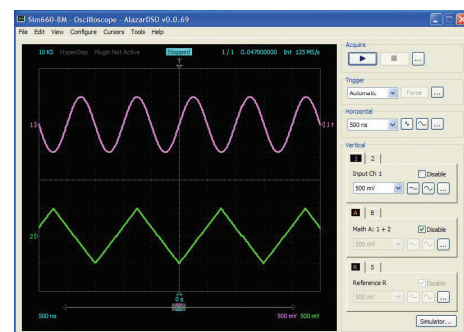 Sim660-8M - Oscilloscope - AlazarDSO v0.0.69
File Edit View Configure Cursors Tools Help
10 KS HyperDisp Plugin Not Active Stopped 1 / 1 0.047000000 Int 125 MS/s
T
1
1
2
0 s
500 ns 500 mV 500 mV
Acquire
...
Trigger
Automatic Force ...
Horizontal
500 ns ...
Vertical
1 2
Input Ch 1 Disable
500 mV ...
A B
Math A: 1 + 2 Disable
500 mV ...
R S
Reference R Disable
500 mV ...
Simulator...